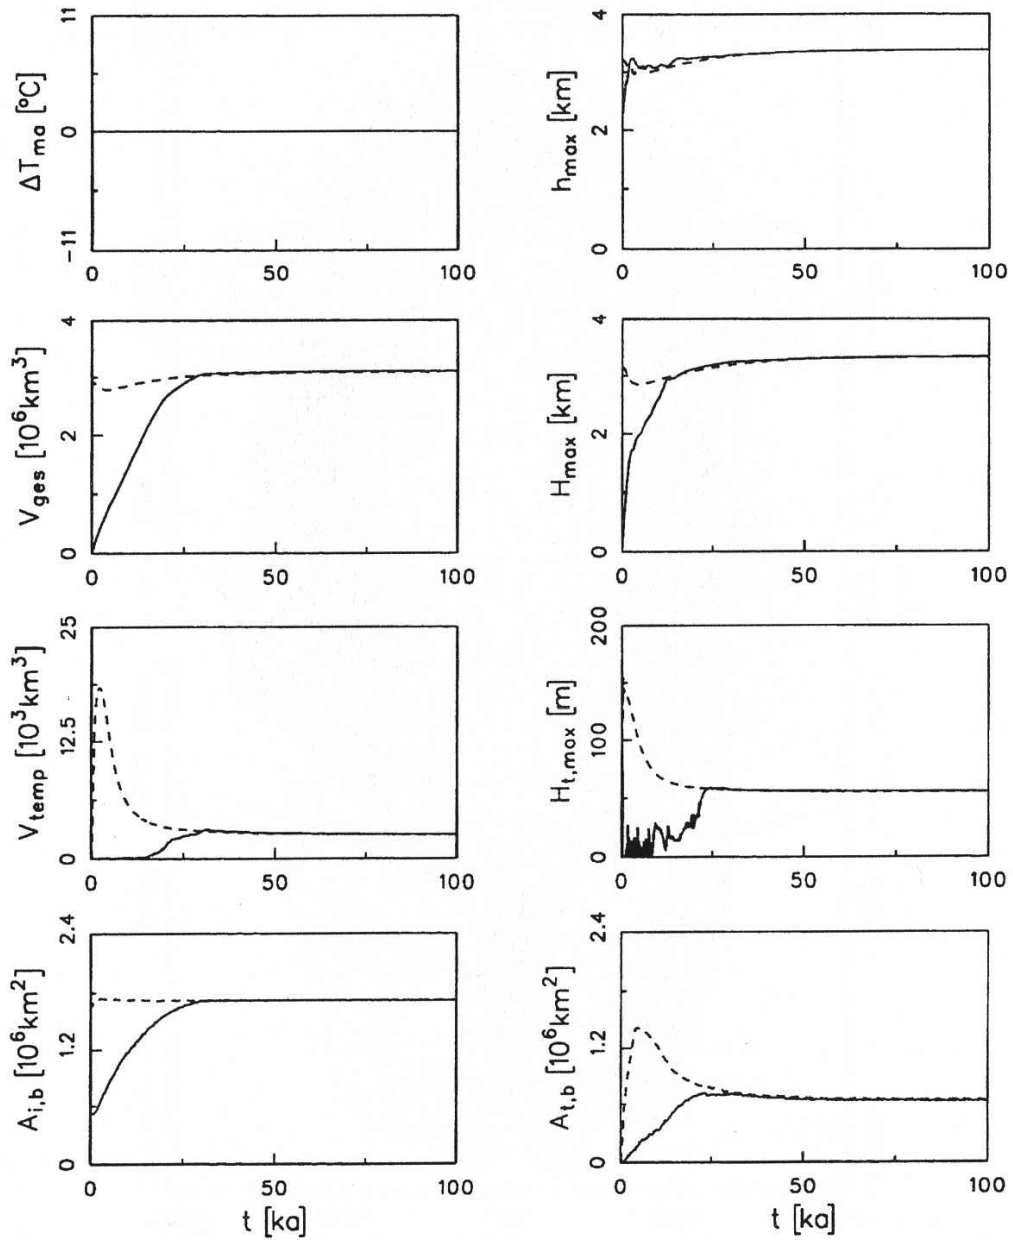 ΔT_ma [°C]
11
0
-11
0 50 100
h_max [km]
4
2
0
0 50 100
V_ges [10^6 km^3]
4
2
0
0 50 100
H_max [km]
4
2
0
0 50 100
V_temp [10^3 km^3]
25
12.5
0
0 50 100
H_t,max [m]
200
100
0
0 50 100
A_i,b [10^6 km^2]
2.4
1.2
0
0 50 100
t [ka]
A_t,b [10^6 km^2]
2.4
1.2
0
0 50 100
t [ka]